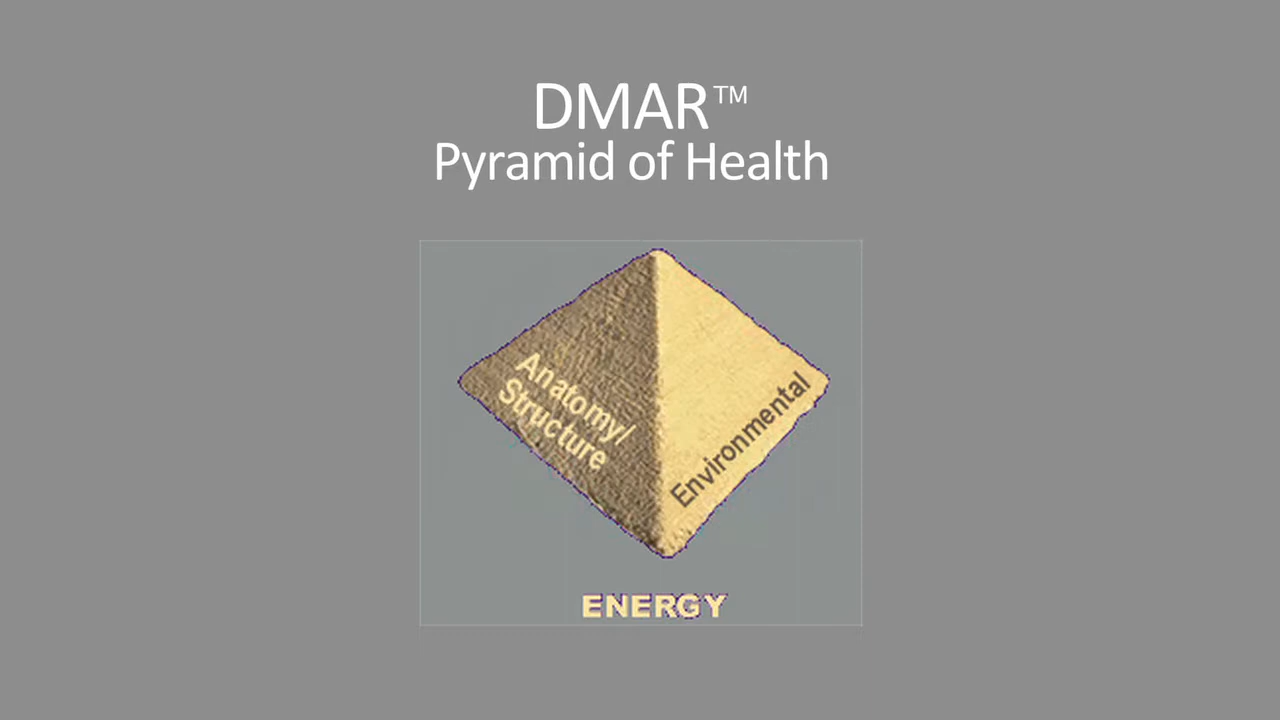 DMAR™
Pyramid of Health
Anatomy/
Structure
Environmental
ENERGY